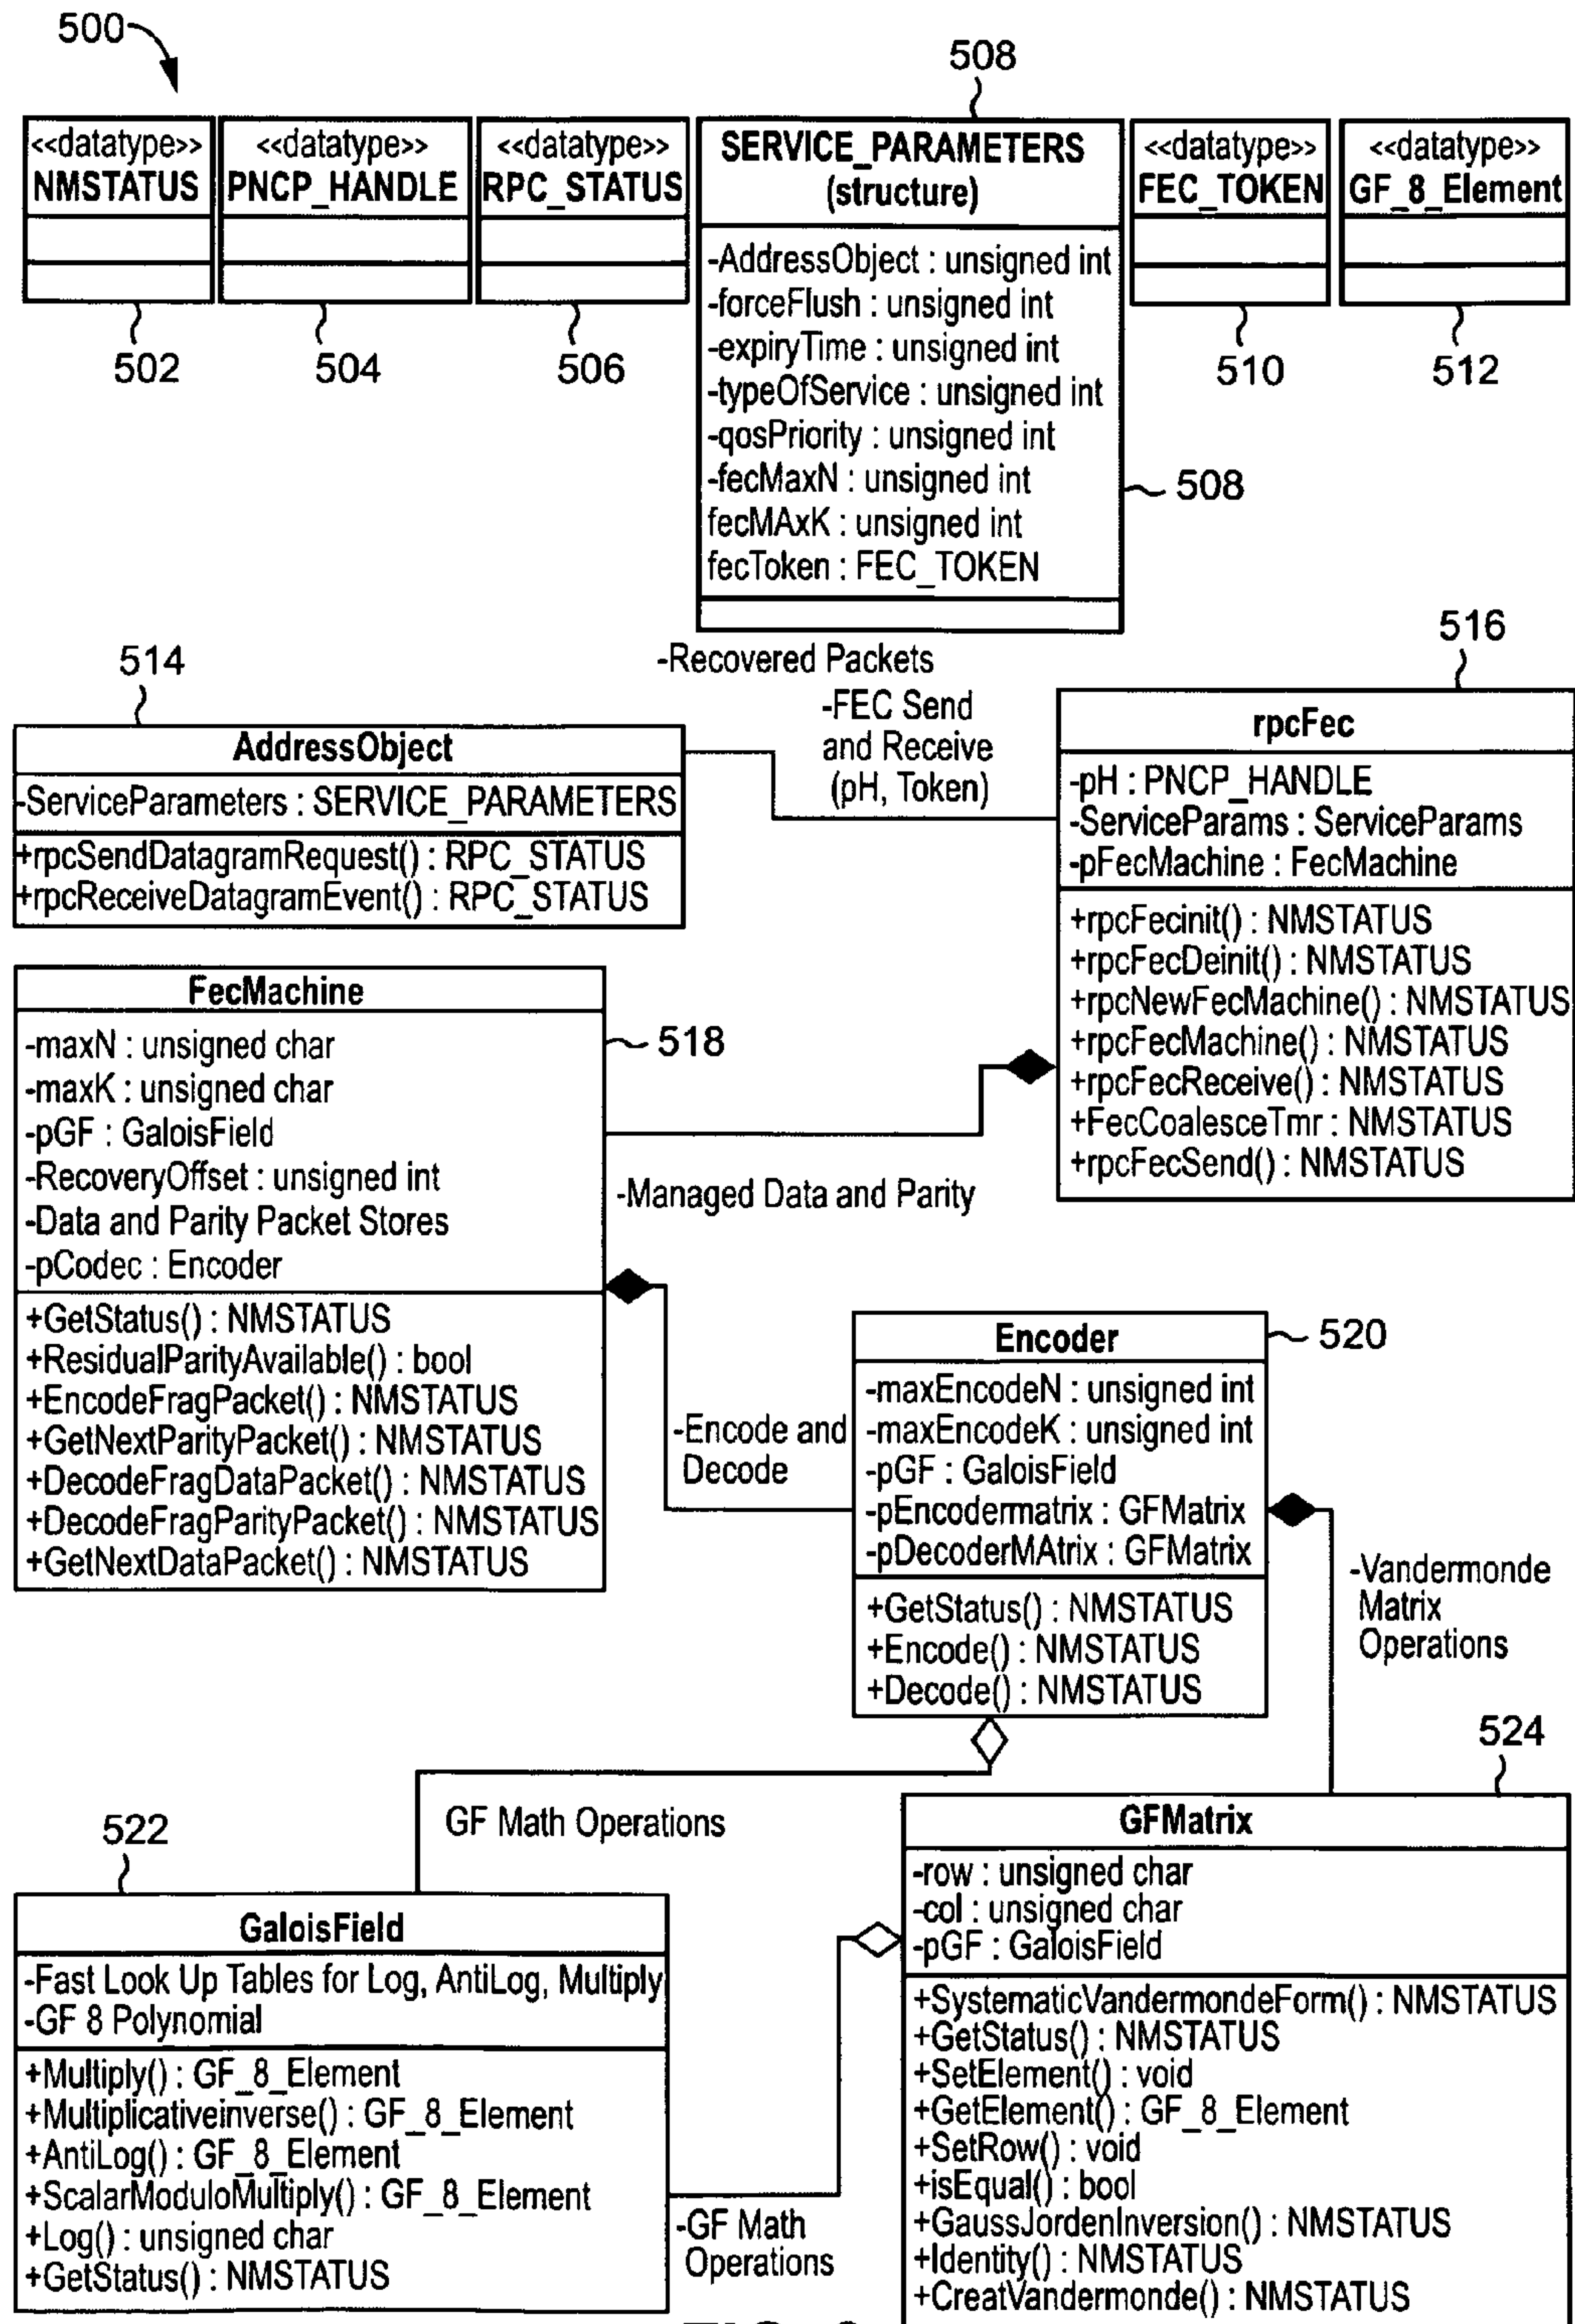 500
508
<<datatype>>
NMSTATUS
<<datatype>>
PNCP_HANDLE
<<datatype>>
RPC_STATUS
SERVICE_PARAMETERS
(structure)
-AddressObject : unsigned int
-forceFlush : unsigned int
-expiryTime : unsigned int
-typeOfService : unsigned int
-qosPriority : unsigned int
-fecMaxN : unsigned int
fecMAxK : unsigned int
fecToken : FEC_TOKEN
<<datatype>>
FEC_TOKEN
<<datatype>>
GF_8_Element
502
504
506
510
512
508
514
-Recovered Packets
-FEC Send
and Receive
(pH, Token)
516
AddressObject
-ServiceParameters : SERVICE_PARAMETERS
+rpcSendDatagramRequest() : RPC_STATUS
+rpcReceiveDatagramEvent() : RPC_STATUS
rpcFec
-pH : PNCP_HANDLE
-ServiceParams : ServiceParams
-pFecMachine : FecMachine
+rpcFecinit() : NMSTATUS
+rpcFecDeinit() : NMSTATUS
+rpcNewFecMachine() : NMSTATUS
+rpcFecMachine() : NMSTATUS
+rpcFecReceive() : NMSTATUS
+FecCoalesceTmr : NMSTATUS
+rpcFecSend() : NMSTATUS
FecMachine
-maxN : unsigned char
-maxK : unsigned char
-pGF : GaloisField
-RecoveryOffset : unsigned int
-Data and Parity Packet Stores
-pCodec : Encoder
+GetStatus() : NMSTATUS
+ResidualParityAvailable() : bool
+EncodeFragPacket() : NMSTATUS
+GetNextParityPacket() : NMSTATUS
+DecodeFragDataPacket() : NMSTATUS
+DecodeFragParityPacket() : NMSTATUS
+GetNextDataPacket() : NMSTATUS
518
-Managed Data and Parity
-Encode and
Decode
Encoder
-maxEncodeN : unsigned int
-maxEncodeK : unsigned int
-pGF : GaloisField
-pEncodermatrix : GFMatrix
-pDecoderMAtrix : GFMatrix
+GetStatus() : NMSTATUS
+Encode() : NMSTATUS
+Decode() : NMSTATUS
520
-Vandermonde
Matrix
Operations
524
522
GF Math Operations
GaloisField
-Fast Look Up Tables for Log, AntiLog, Multiply
-GF 8 Polynomial
+Multiply() : GF_8_Element
+Multiplicativeinverse() : GF_8_Element
+AntiLog() : GF_8_Element
+ScalarModuloMultiply() : GF_8_Element
+Log() : unsigned char
+GetStatus() : NMSTATUS
-GF Math
Operations
GFMatrix
-row : unsigned char
-col : unsigned char
-pGF : GaloisField
+SystematicVandermondeForm() : NMSTATUS
+GetStatus() : NMSTATUS
+SetElement() : void
+GetElement() : GF_8_Element
+SetRow() : void
+isEqual() : bool
+GaussJordenInversion() : NMSTATUS
+Identity() : NMSTATUS
+CreatVandermonde() : NMSTATUS